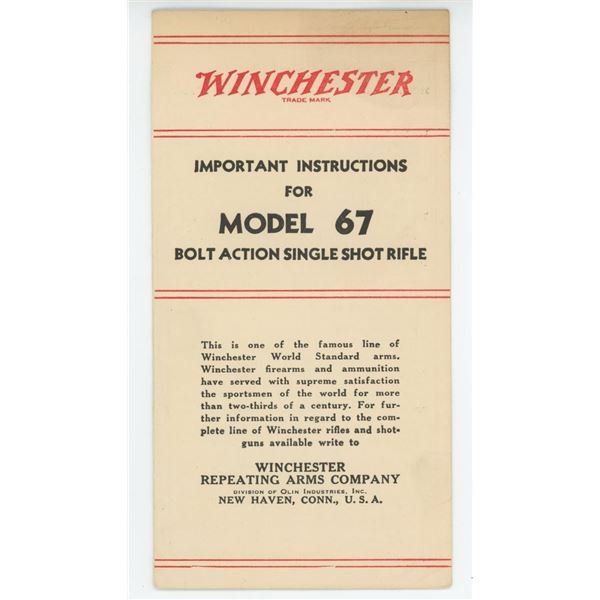 WINCHESTER
TRADE MARK
IMPORTANT INSTRUCTIONS
FOR
MODEL 67
BOLT ACTION SINGLE SHOT RIFLE
This is one of the famous line of
Winchester World Standard arms.
Winchester firearms and ammunition
have served with supreme satisfaction
the sportsmen of the world for more
than two-thirds of a century. For fur-
ther information in regard to the com-
plete line of Winchester rifles and shot-
guns available write to
WINCHESTER
REPEATING ARMS COMPANY
DIVISION OF OLIN INDUSTRIES, INC.
NEW HAVEN, CONN., U. S. A.